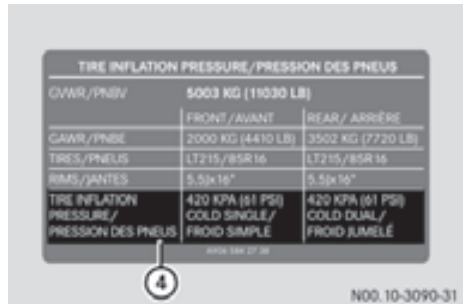 TIRE INFLATION PRESSURE/PRESSION DES PNEUS
GVWR/PNBV 5003 KG (11030 LB)
FRONT/AVANT REAR/ ARRIÈRE
GAWR/PNBE 2000 KG (4410 LB) 3502 KG (7720 LB)
TIRES/PNEUS LT215/85R16 LT215/85R16
RIMS/JANTES 5.5Jx16" 5.5Jx16"
TIRE INFLATION 420 KPA (61 PSI) 420 KPA (61 PSI)
PRESSURE/ COLD SINGLE/ COLD DUAL/
PRESSION DES PNEUS FROID SIMPLE FROID JUMELÉ
4
N00.10-3090-31